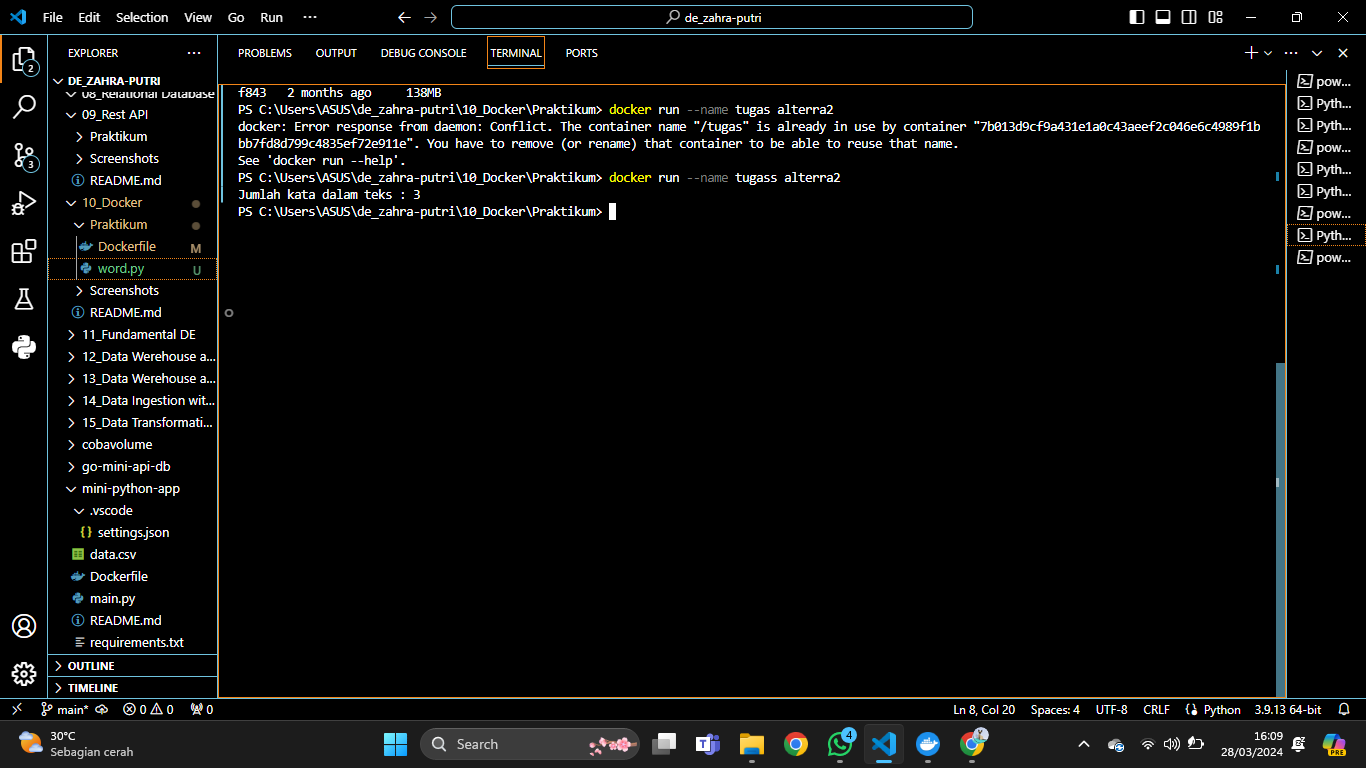 File Edit Selection View Go Run ···
de_zahra-putri
EXPLORER ···
DE_ZAHRA-PUTRI
08_Relational Database
09_Rest API
Praktikum
Screenshots
README.md
10_Docker
Praktikum
Dockerfile M
word.py U
Screenshots
README.md
11_Fundamental DE
12_Data Werehouse a...
13_Data Werehouse a...
14_Data Ingestion wit...
15_Data Transformati...
cobavolume
go-mini-api-db
mini-python-app
.vscode
{} settings.json
data.csv
Dockerfile
main.py
README.md
requirements.txt
OUTLINE
TIMELINE
2
3
PROBLEMS OUTPUT DEBUG CONSOLE TERMINAL PORTS
f843 2 months ago 138MB
PS C:\Users\ASUS\de_zahra-putri\10_Docker\Praktikum> docker run --name tugas alterra2
docker: Error response from daemon: Conflict. The container name "/tugas" is already in use by container "7b013d9cf9a431e1a0c43aeef2c046e6c4989f1b
bb7fd8d799c4835ef72e911e". You have to remove (or rename) that container to be able to reuse that name.
See 'docker run --help'.
PS C:\Users\ASUS\de_zahra-putri\10_Docker\Praktikum> docker run --name tugass alterra2
Jumlah kata dalam teks : 3
PS C:\Users\ASUS\de_zahra-putri\10_Docker\Praktikum>
pow...
Pyth...
Pyth...
pow...
Pyth...
Pyth...
pow...
Pyth...
pow...
main* 0 0 0
Ln 8, Col 20 Spaces: 4 UTF-8 CRLF Python 3.9.13 64-bit
30°C
Sebagian cerah
Search
4
16:09
28/03/2024
PRE